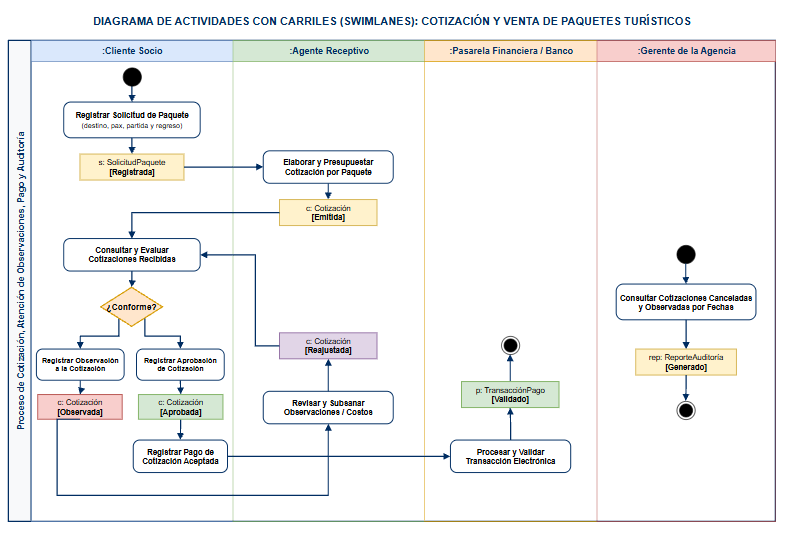 DIAGRAMA DE ACTIVIDADES CON CARRILES (SWIMLANES): COTIZACIÓN Y VENTA DE PAQUETES TURÍSTICOS
Proceso de Cotización, Atención de Observaciones, Pago y Auditoría
:Cliente Socio
:Agente Receptivo
:Pasarela Financiera / Banco
:Gerente de la Agencia
Registrar Solicitud de Paquete
(destino, pax, partida y regreso)
s: SolicitudPaquete
[Registrada]
Elaborar y Presupuestar
Cotización por Paquete
c: Cotización
[Emitida]
Consultar y Evaluar
Cotizaciones Recibidas
¿Conforme?
Registrar Observación
a la Cotización
Registrar Aprobación
de Cotización
c: Cotización
[Observada]
c: Cotización
[Aprobada]
Registrar Pago de
Cotización Aceptada
c: Cotización
[Reajustada]
Revisar y Subsanar
Observaciones / Costos
p: TransacciónPago
[Validado]
Procesar y Validar
Transacción Electrónica
Consultar Cotizaciones Canceladas
y Observadas por Fechas
rep: ReporteAuditoría
[Generado]